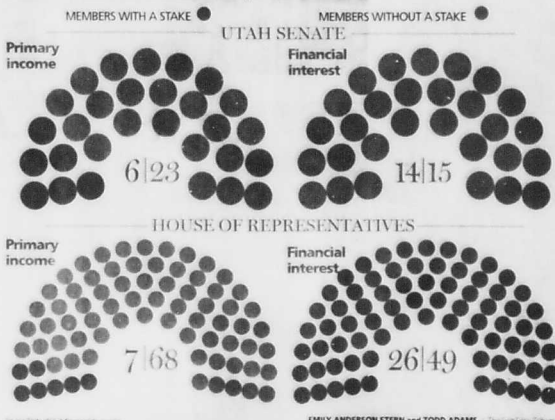 MEMBERS WITH A STAKE
MEMBERS WITHOUT A STAKE
UTAH SENATE
Primary income
Financial interest
6|23
14|15
HOUSE OF REPRESENTATIVES
Primary income
Financial interest
7|68
26|49
EMILY ANDERSON STERN and TODD ADAMS